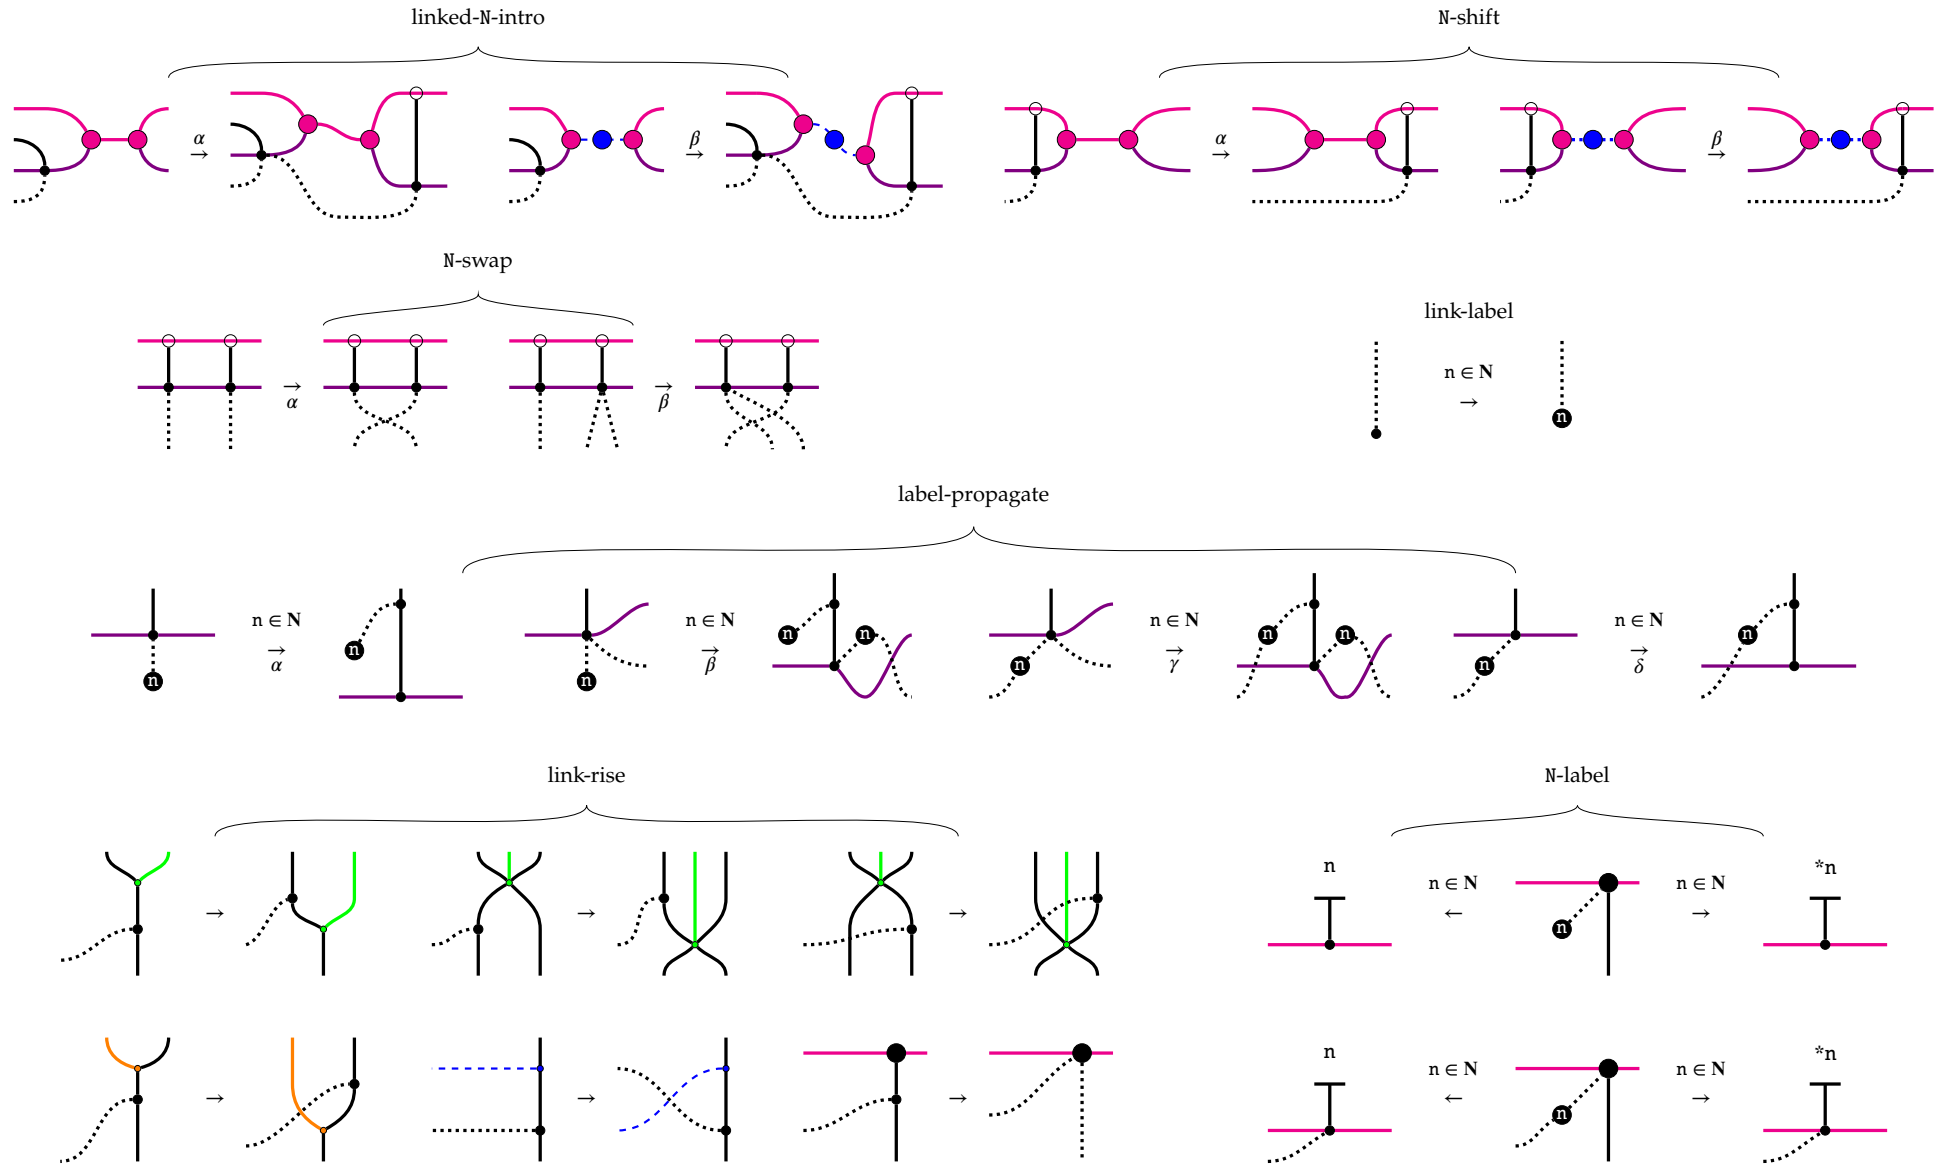 linked-N-intro
N-shift
α
→
β
→
α
→
β
→
N-swap
link-label
→
α
→
β
n ∈ N
→
n
label-propagate
n ∈ N
→
α
n
n
n ∈ N
→
β
n
n
n
n ∈ N
→
γ
n
n
n
n ∈ N
→
δ
n
n
link-rise
N-label
→
→
→
n
n ∈ N
←
n
n ∈ N
→
*n
→
→
→
n
n ∈ N
←
n
n ∈ N
→
*n